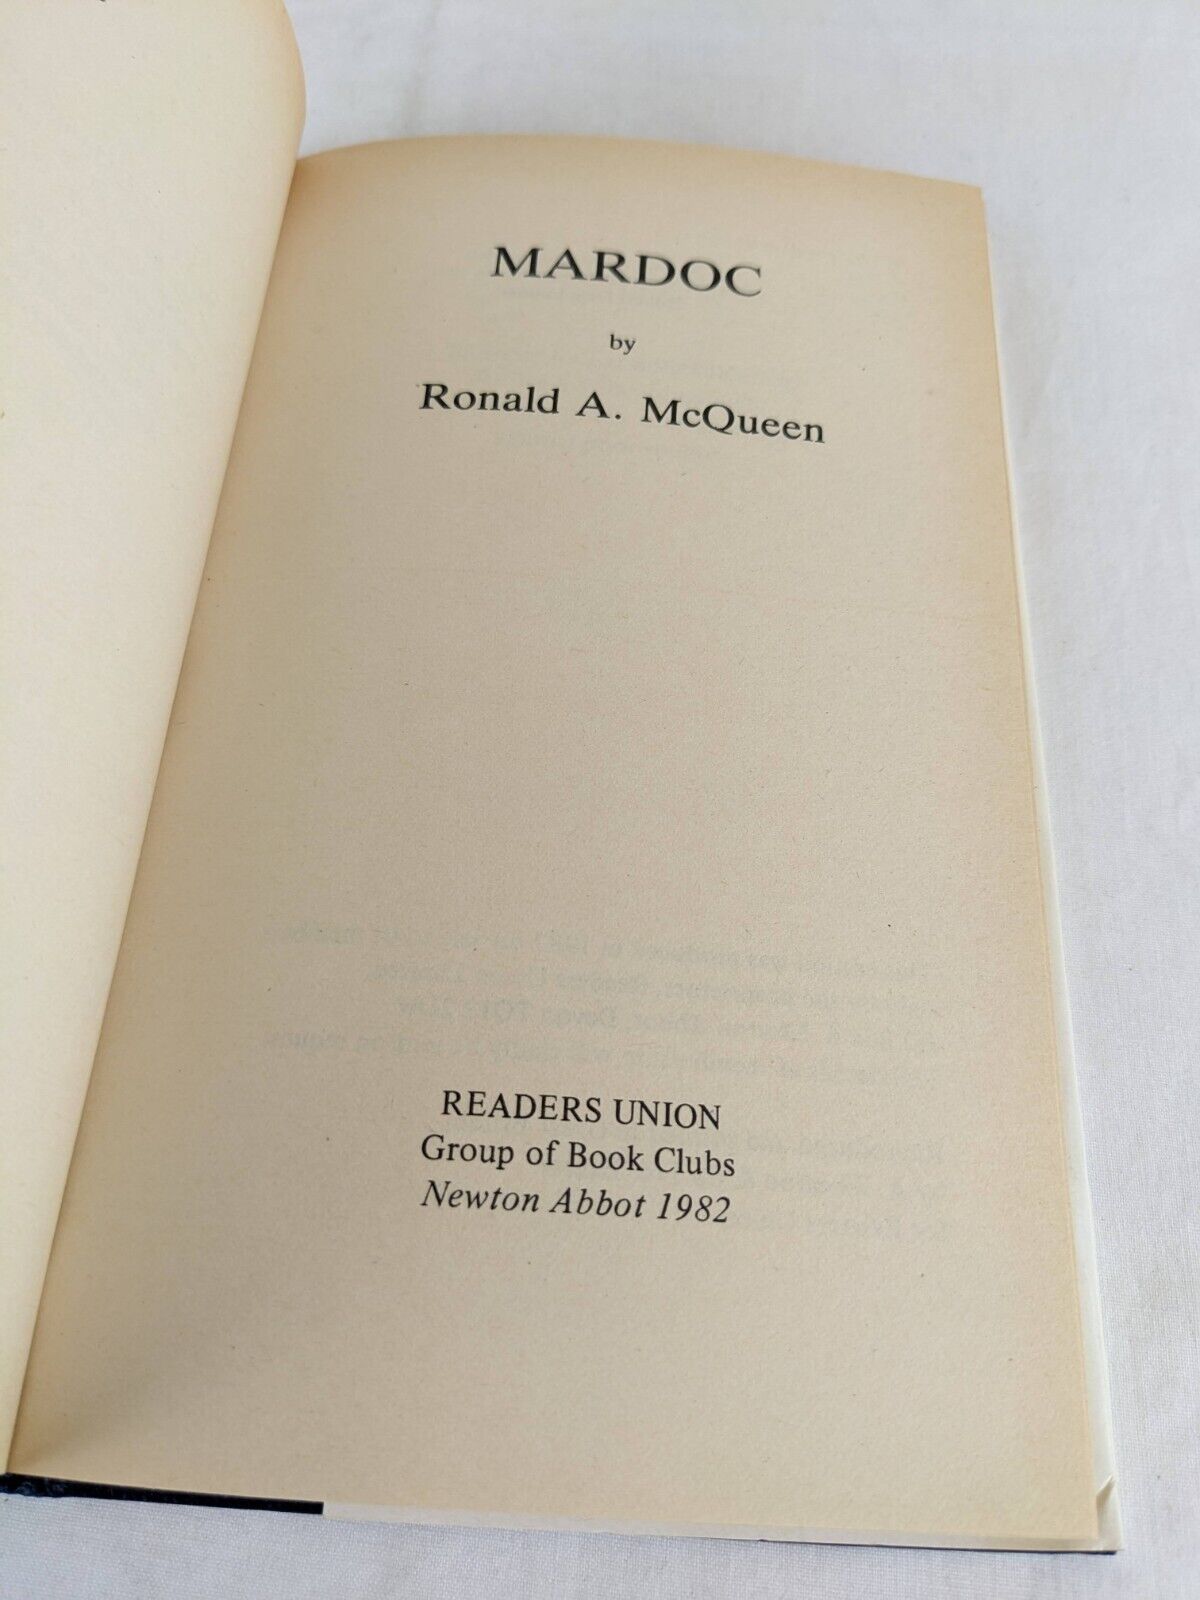 MARDOC
by
Ronald A. McQueen
READERS UNION
Group of Book Clubs
Newton Abbot 1982